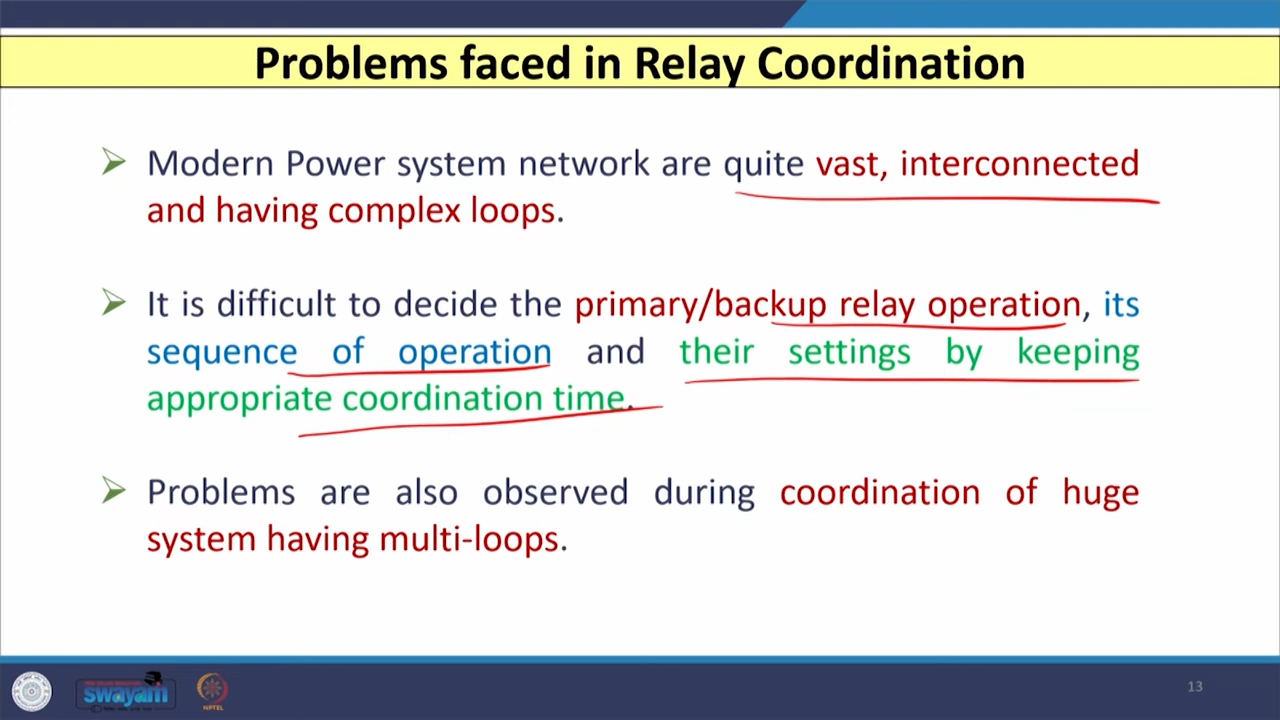 Problems faced in Relay Coordination
➢ Modern Power system network are quite vast, interconnected
and having complex loops.
➢ It is difficult to decide the primary/backup relay operation, its
sequence of operation and their settings by keeping
appropriate coordination time.
➢ Problems are also observed during coordination of huge
system having multi-loops.
swayam
NPTEL
13